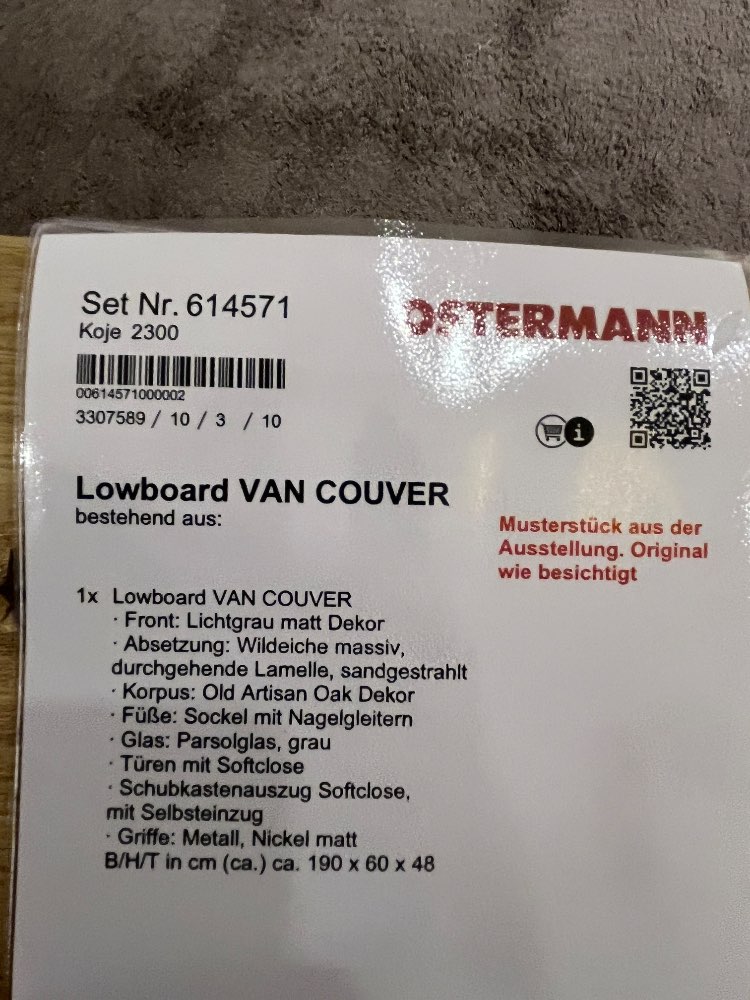 Set Nr. 614571
Koje 2300
OSTERMANN
00614571000002
3307589 / 10 / 3 / 10
Lowboard VAN COUVER
bestehend aus:
Musterstück aus der
Ausstellung. Original
wie besichtigt
1x Lowboard VAN COUVER
· Front: Lichtgrau matt Dekor
· Absetzung: Wildeiche massiv,
durchgehende Lamelle, sandgestrahlt
· Korpus: Old Artisan Oak Dekor
· Füße: Sockel mit Nagelgleitern
· Glas: Parsolglas, grau
· Türen mit Softclose
· Schubkastenauszug Softclose,
mit Selbsteinzug
· Griffe: Metall, Nickel matt
B/H/T in cm (ca.) ca. 190 x 60 x 48